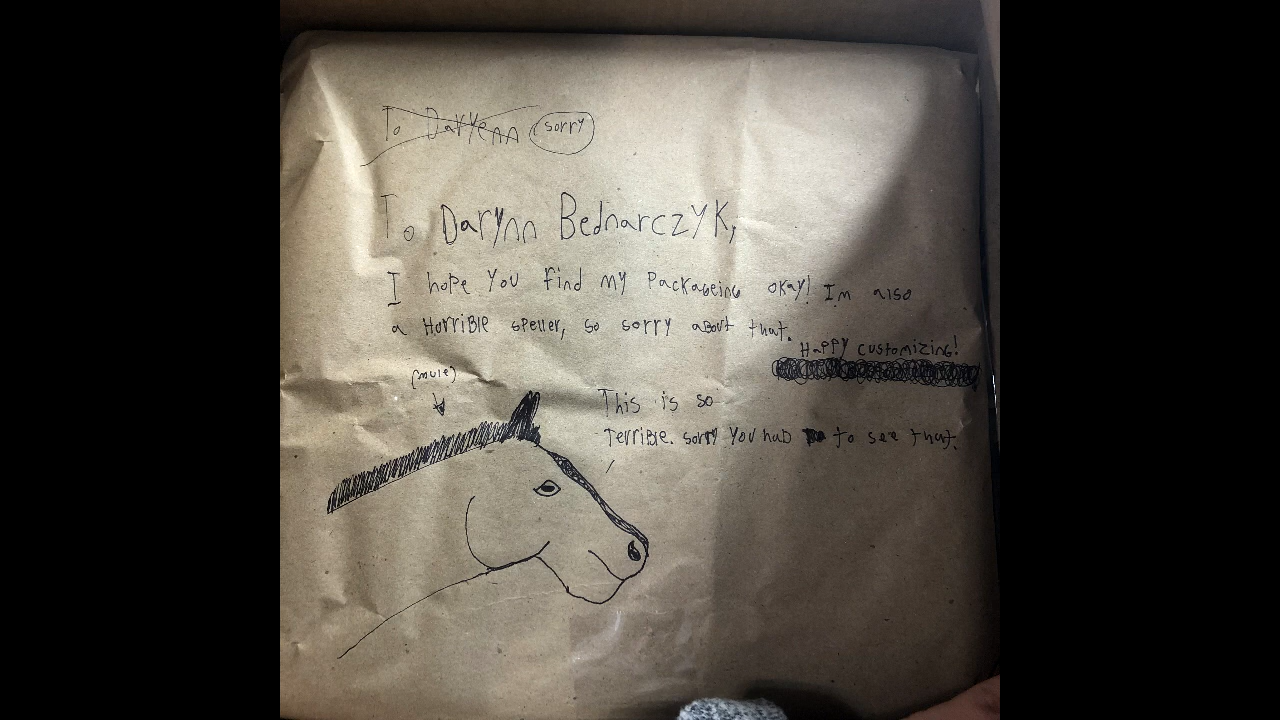 To Daryenn sorry
To Darynn Bednarczyk,
I hope you find my Packageing okay! Im also
a Horrible speller, so sorry about that.
Happy customizing!
(mule)
This is so
Terrible. sorry you had to see that.